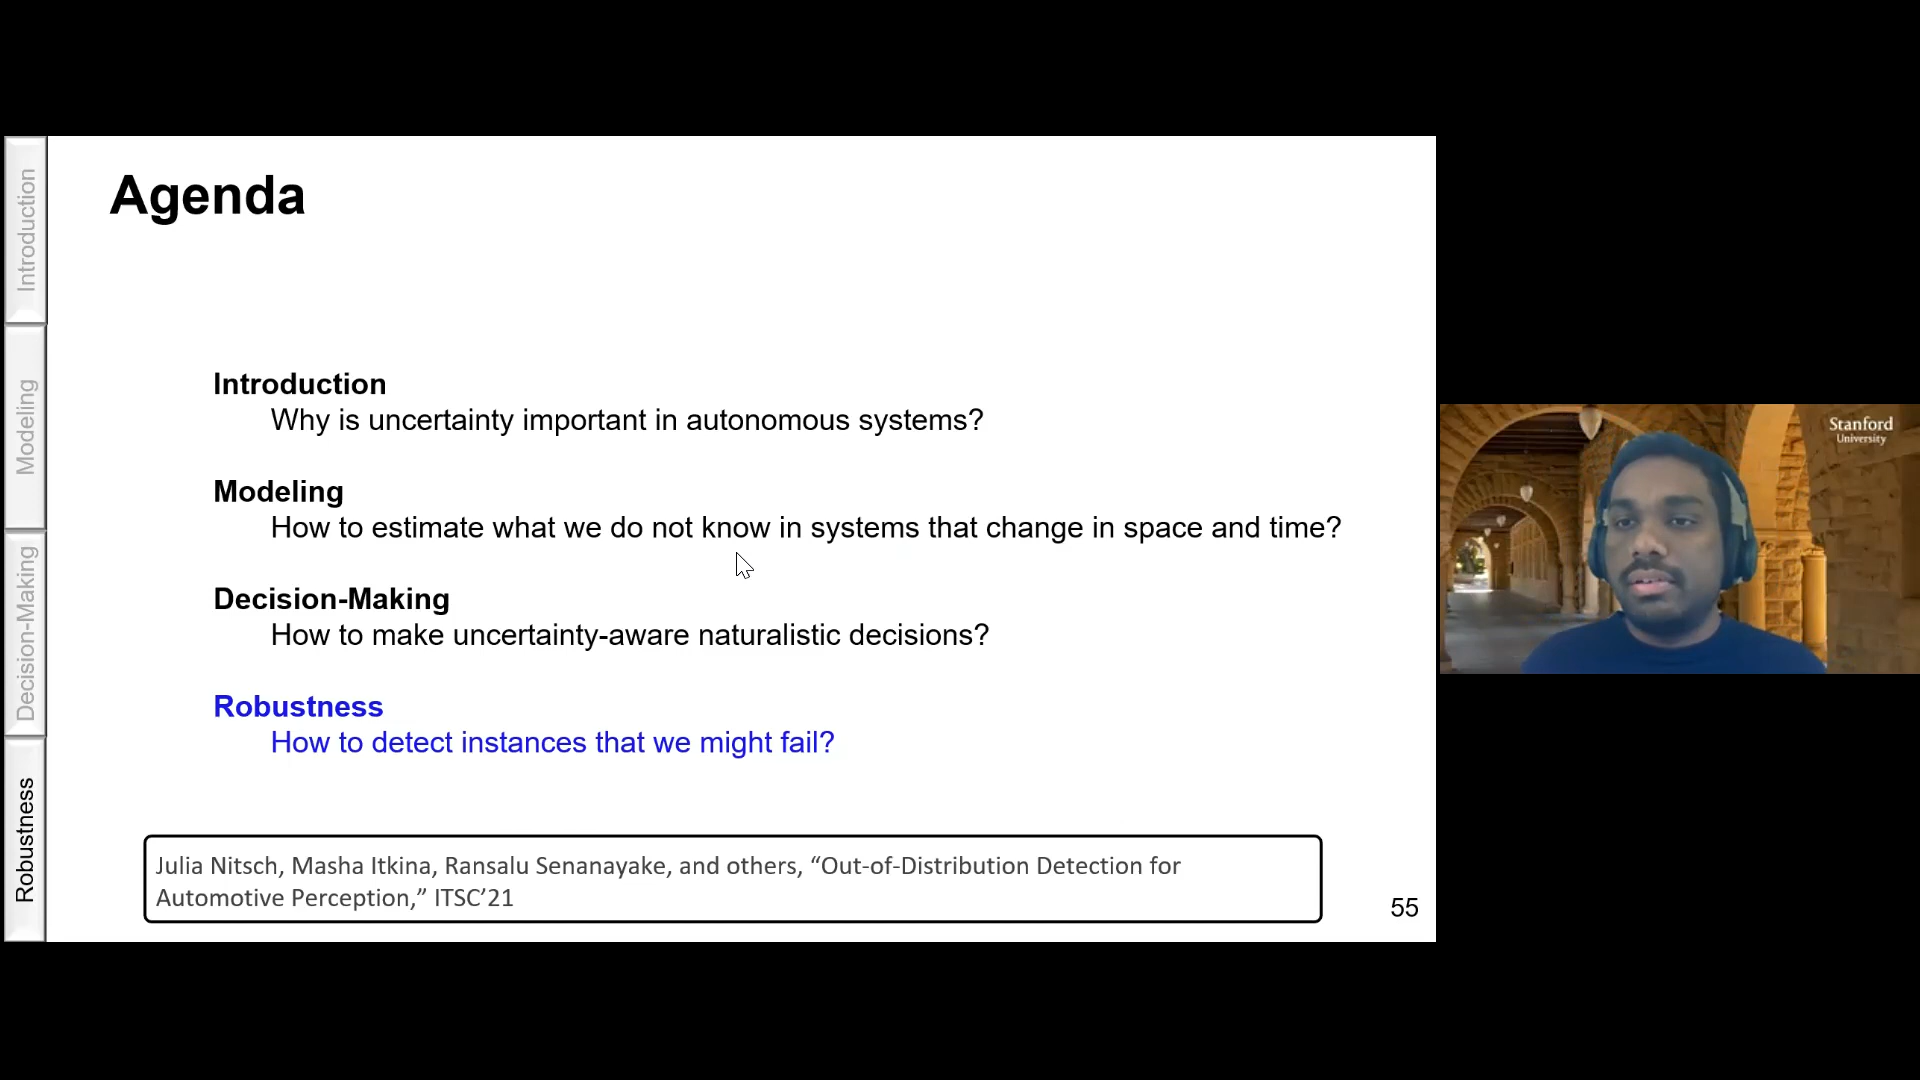 Introduction
Modeling
Decision-Making
Robustness
Agenda
Introduction
Why is uncertainty important in autonomous systems?
Modeling
How to estimate what we do not know in systems that change in space and time?
Decision-Making
How to make uncertainty-aware naturalistic decisions?
Robustness
How to detect instances that we might fail?
Julia Nitsch, Masha Itkina, Ransalu Senanayake, and others, “Out-of-Distribution Detection for
Automotive Perception,” ITSC’21
55
Stanford
University